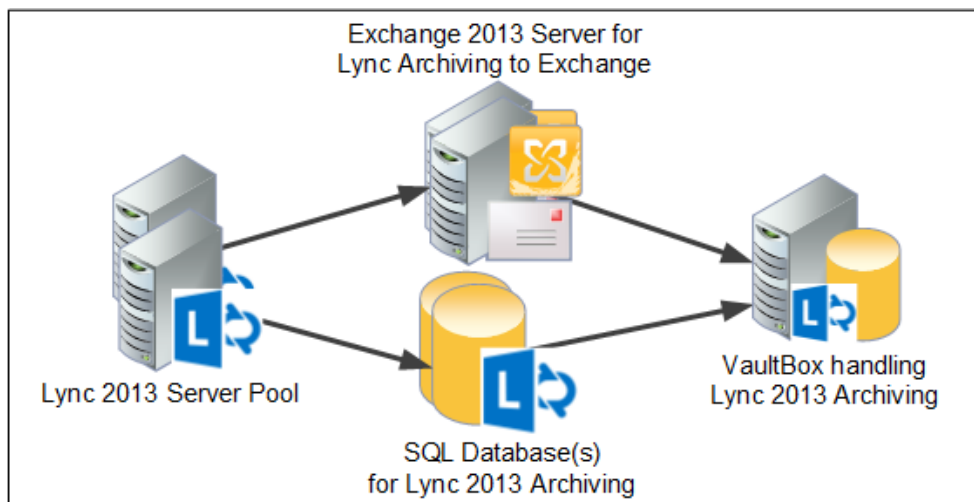 Exchange 2013 Server for
Lync Archiving to Exchange
Lync 2013 Server Pool
L
SQL Database(s)
for Lync 2013 Archiving
L
VaultBox handling
Lync 2013 Archiving
L